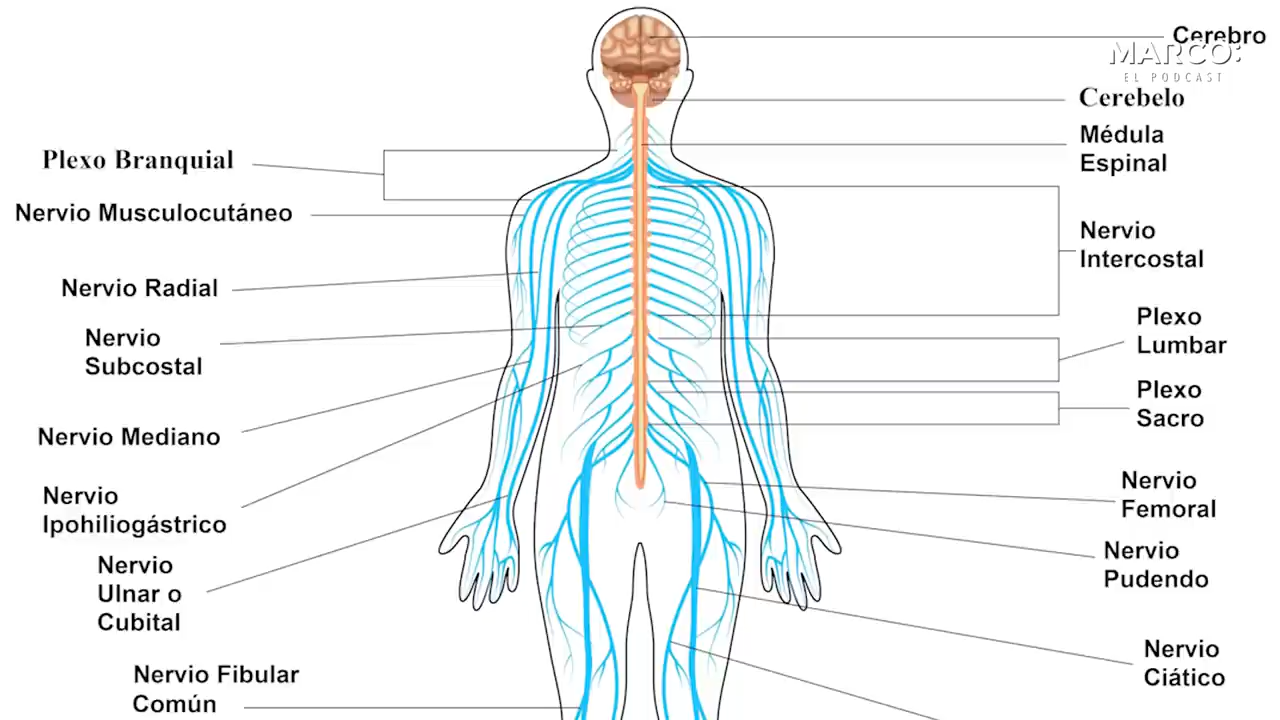 Cerebro
MARCO:
EL PODCAST
Cerebelo
Médula
Espinal
Plexo Branquial
Nervio Musculocutáneo
Nervio
Intercostal
Nervio Radial
Nervio
Subcostal
Plexo
Lumbar
Plexo
Sacro
Nervio Mediano
Nervio
Ipohiliogástrico
Nervio
Femoral
Nervio
Pudendo
Nervio
Ulnar o
Cubital
Nervio
Ciático
Nervio Fibular
Común